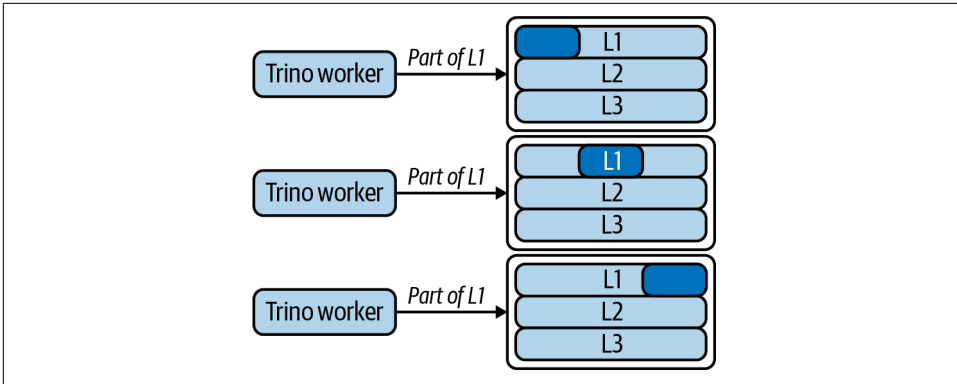 Part of L1
L1
Trino worker
L2
L3
Part of L1
L1
Trino worker
L2
L3
Part of L1
L1
Trino worker
L2
L3